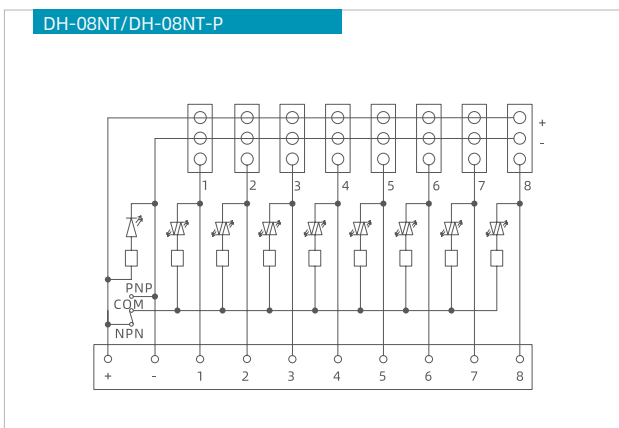 DH-08NT/DH-08NT-P
+
-
1 2 3 4 5 6 7 8
PNP
COM
NPN
+ - 1 2 3 4 5 6 7 8